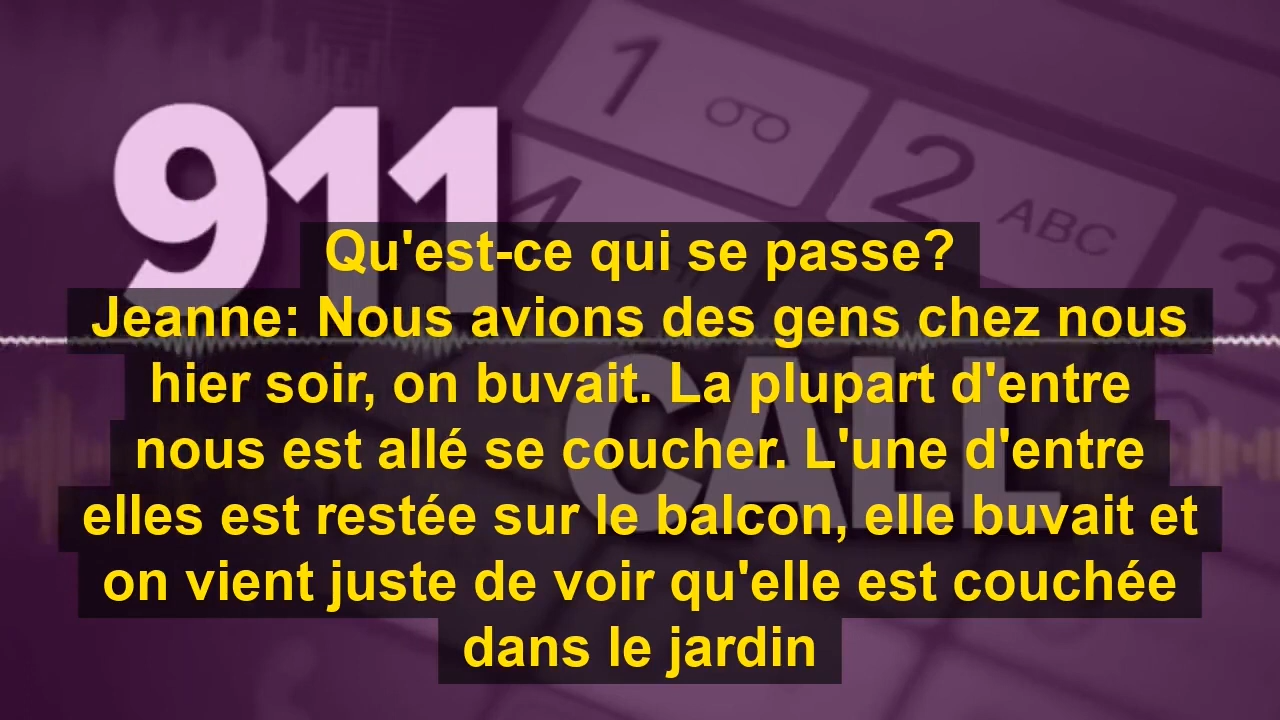 911
CALL
1
2 ABC
3
4
Qu'est-ce qui se passe?
Jeanne: Nous avions des gens chez nous
hier soir, on buvait. La plupart d'entre
nous est allé se coucher. L'une d'entre
elles est restée sur le balcon, elle buvait et
on vient juste de voir qu'elle est couchée
dans le jardin